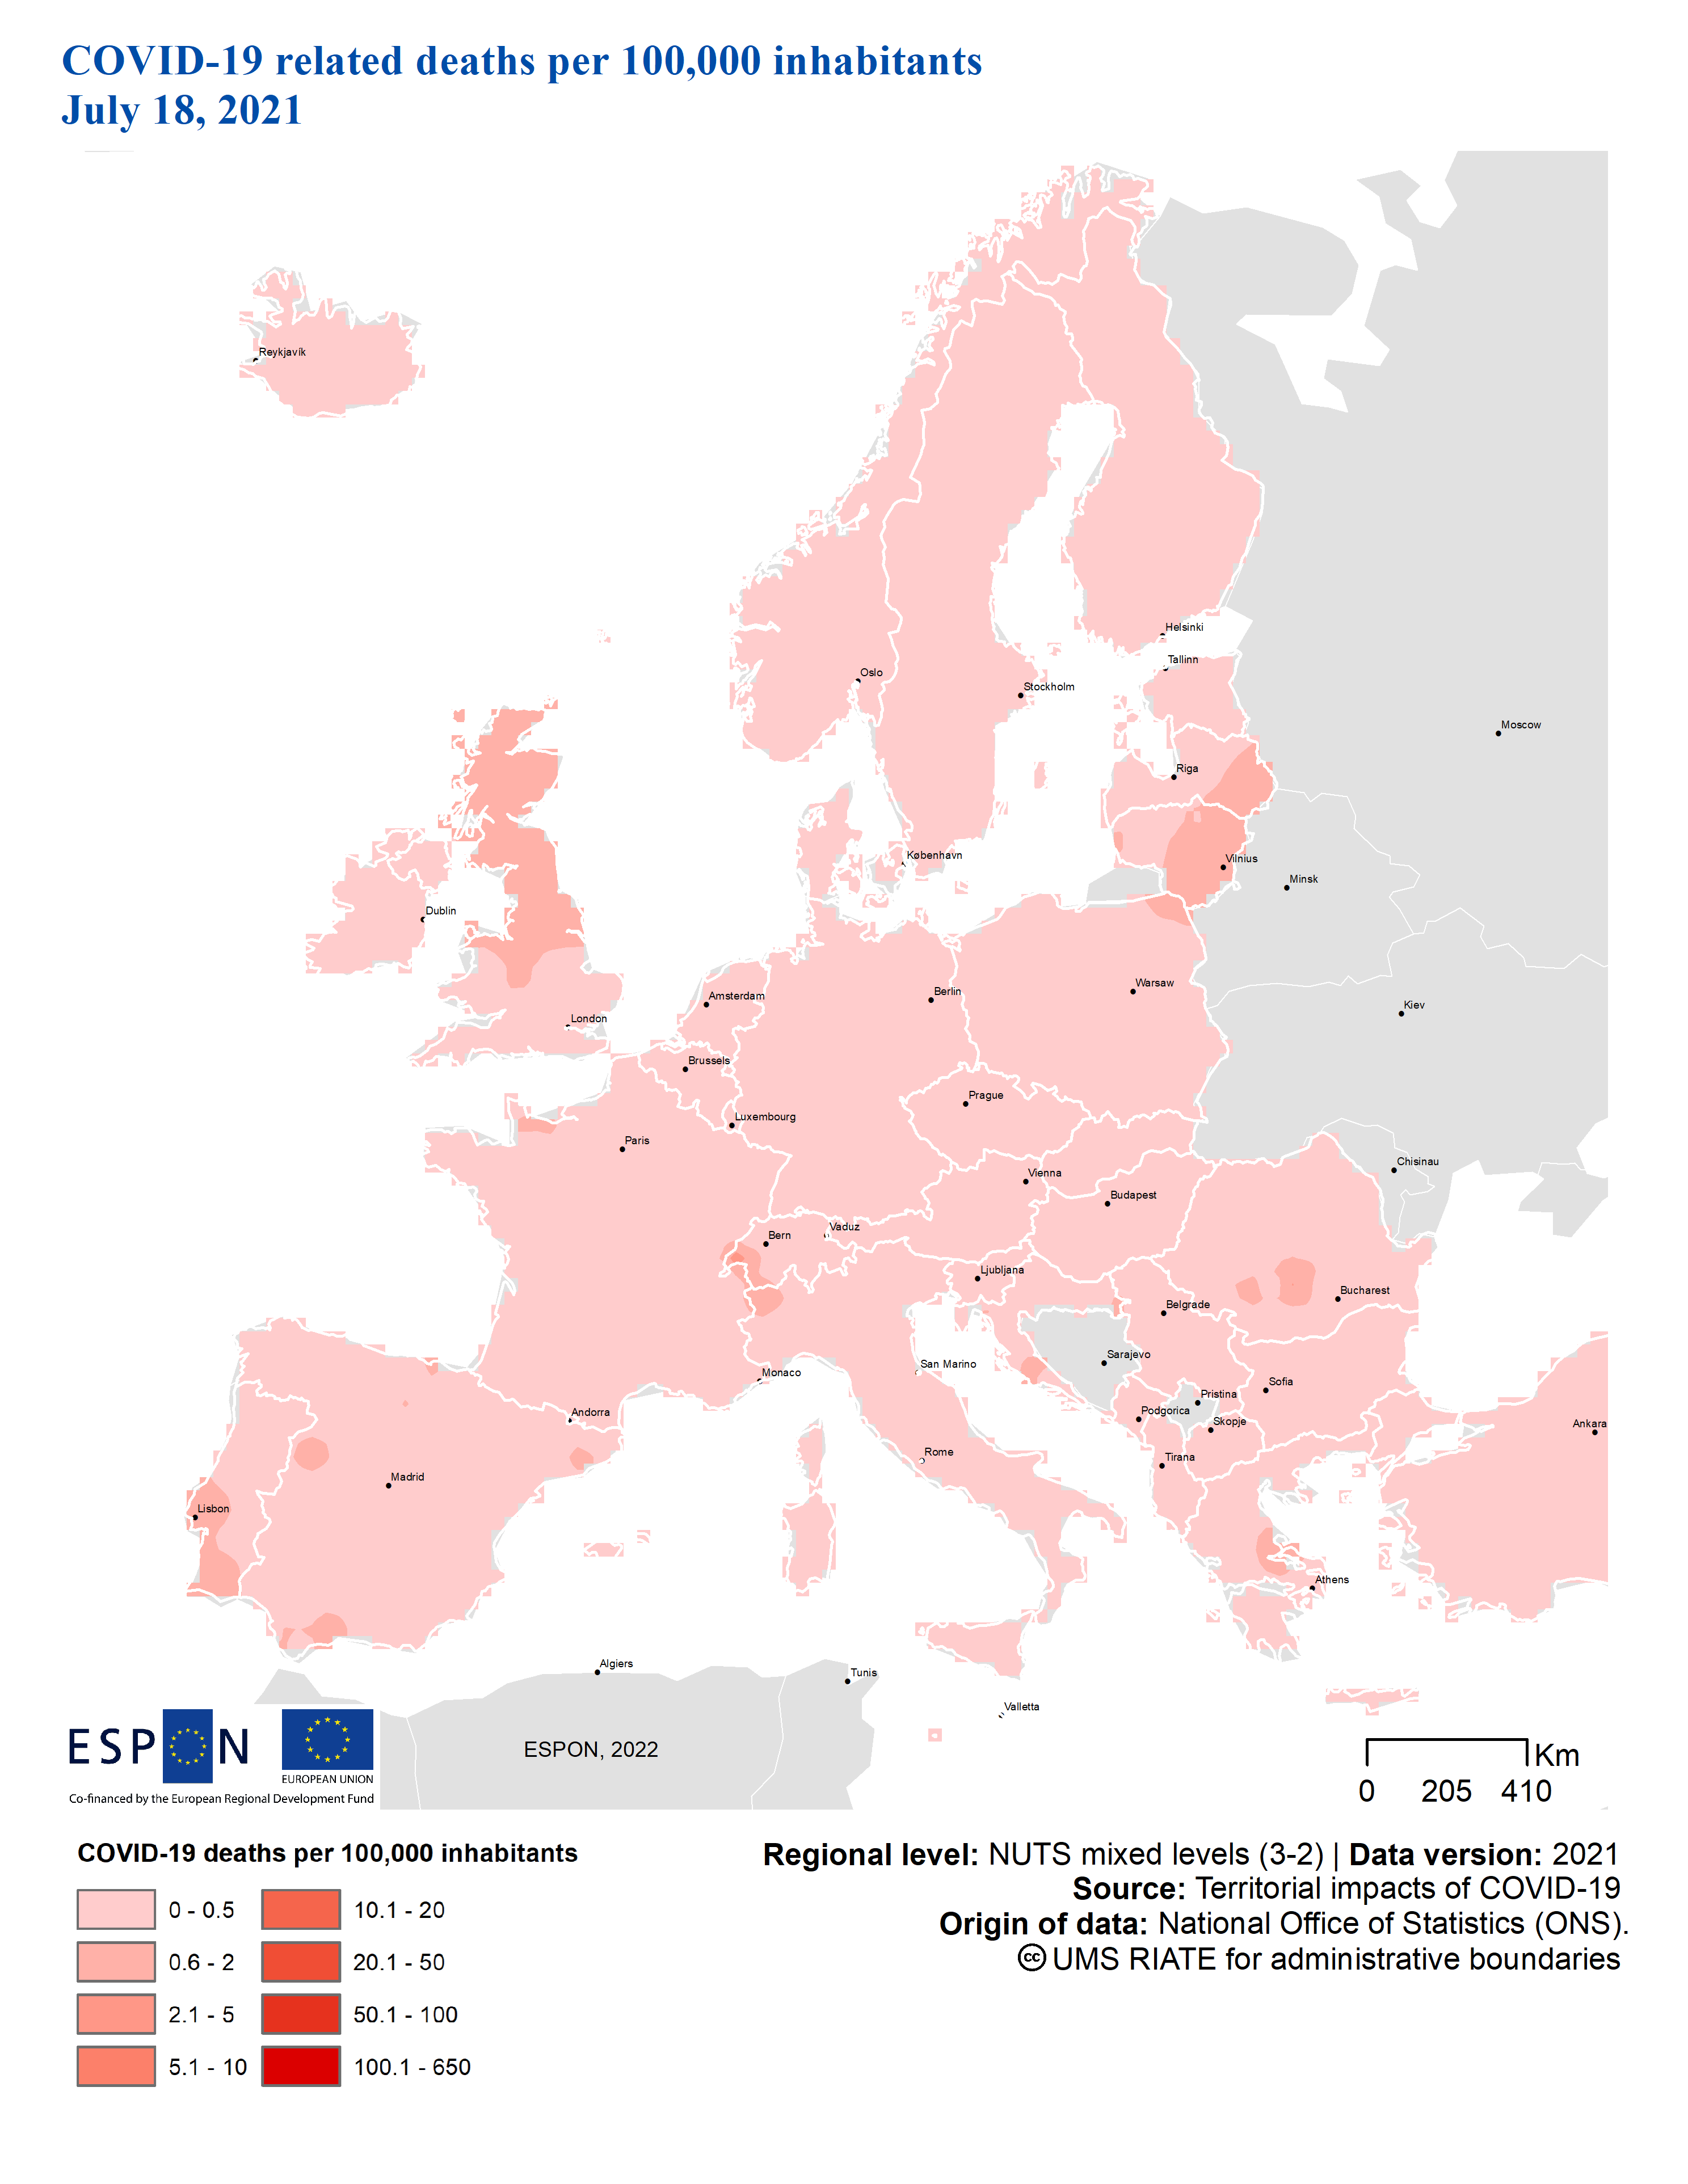 COVID-19 related deaths per 100,000 inhabitants
July 18, 2021
Reykjavík
Helsinki
Tallinn
Oslo
Stockholm
Moscow
Riga
København
Vilnius
Minsk
Dublin
Warsaw
Berlin
Amsterdam
Kiev
London
Brussels
Prague
Luxembourg
Paris
Chisinau
Vienna
Budapest
Vaduz
Bern
Ljubljana
Bucharest
Belgrade
Sarajevo
San Marino
Monaco
Sofia
Pristina
Andorra
Podgorica
Skopje
Ankara
Rome
Tirana
Madrid
Lisbon
Athens
Algiers
Tunis
Valletta
ESPON
EUROPEAN UNION
Co-financed by the European Regional Development Fund
ESPON, 2022
Km
0 205 410
COVID-19 deaths per 100,000 inhabitants
0 - 0.5
0.6 - 2
2.1 - 5
5.1 - 10
10.1 - 20
20.1 - 50
50.1 - 100
100.1 - 650
Regional level: NUTS mixed levels (3-2) | Data version: 2021
Source: Territorial impacts of COVID-19
Origin of data: National Office of Statistics (ONS).
cc UMS RIATE for administrative boundaries